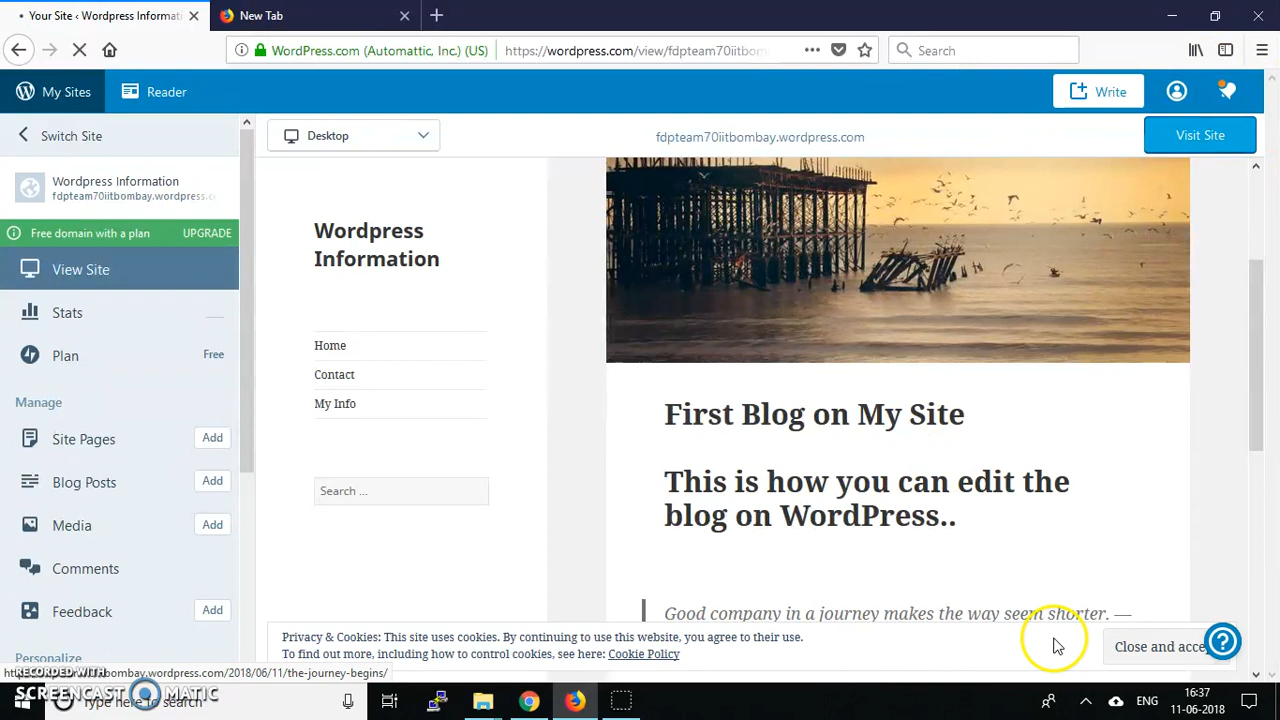 Your Site ‹ Wordpress Informati
New Tab
WordPress.com (Automattic, Inc.) (US)
https://wordpress.com/view/fdpteam70iitbom
Search
My Sites
Reader
Write
Switch Site
Desktop
fdpteam70iitbombay.wordpress.com
Visit Site
Wordpress Information
fdpteam70iitbombay.wordpress.c
Free domain with a plan
UPGRADE
View Site
Stats
Plan
Free
Manage
Site Pages
Add
Blog Posts
Add
Media
Add
Comments
Feedback
Add
Personalize
Wordpress
Information
Home
Contact
My Info
Search ...
First Blog on My Site
This is how you can edit the
blog on WordPress..
Good company in a journey makes the way seem shorter. —
Privacy & Cookies: This site uses cookies. By continuing to use this website, you agree to their use.
To find out more, including how to control cookies, see here: Cookie Policy
Close and acce
https://wordpress.com/2018/06/11/the-journey-begins/
RECORDED WITH
SCREENCAST MATIC
Type here to search
ENG
16:37
11-06-2018